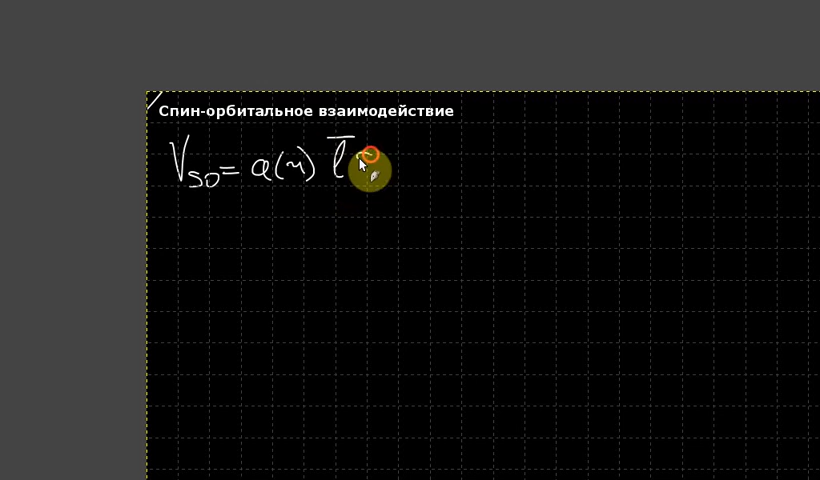 Спин-орбитальное взаимодействие
V_so = a(r) l̅